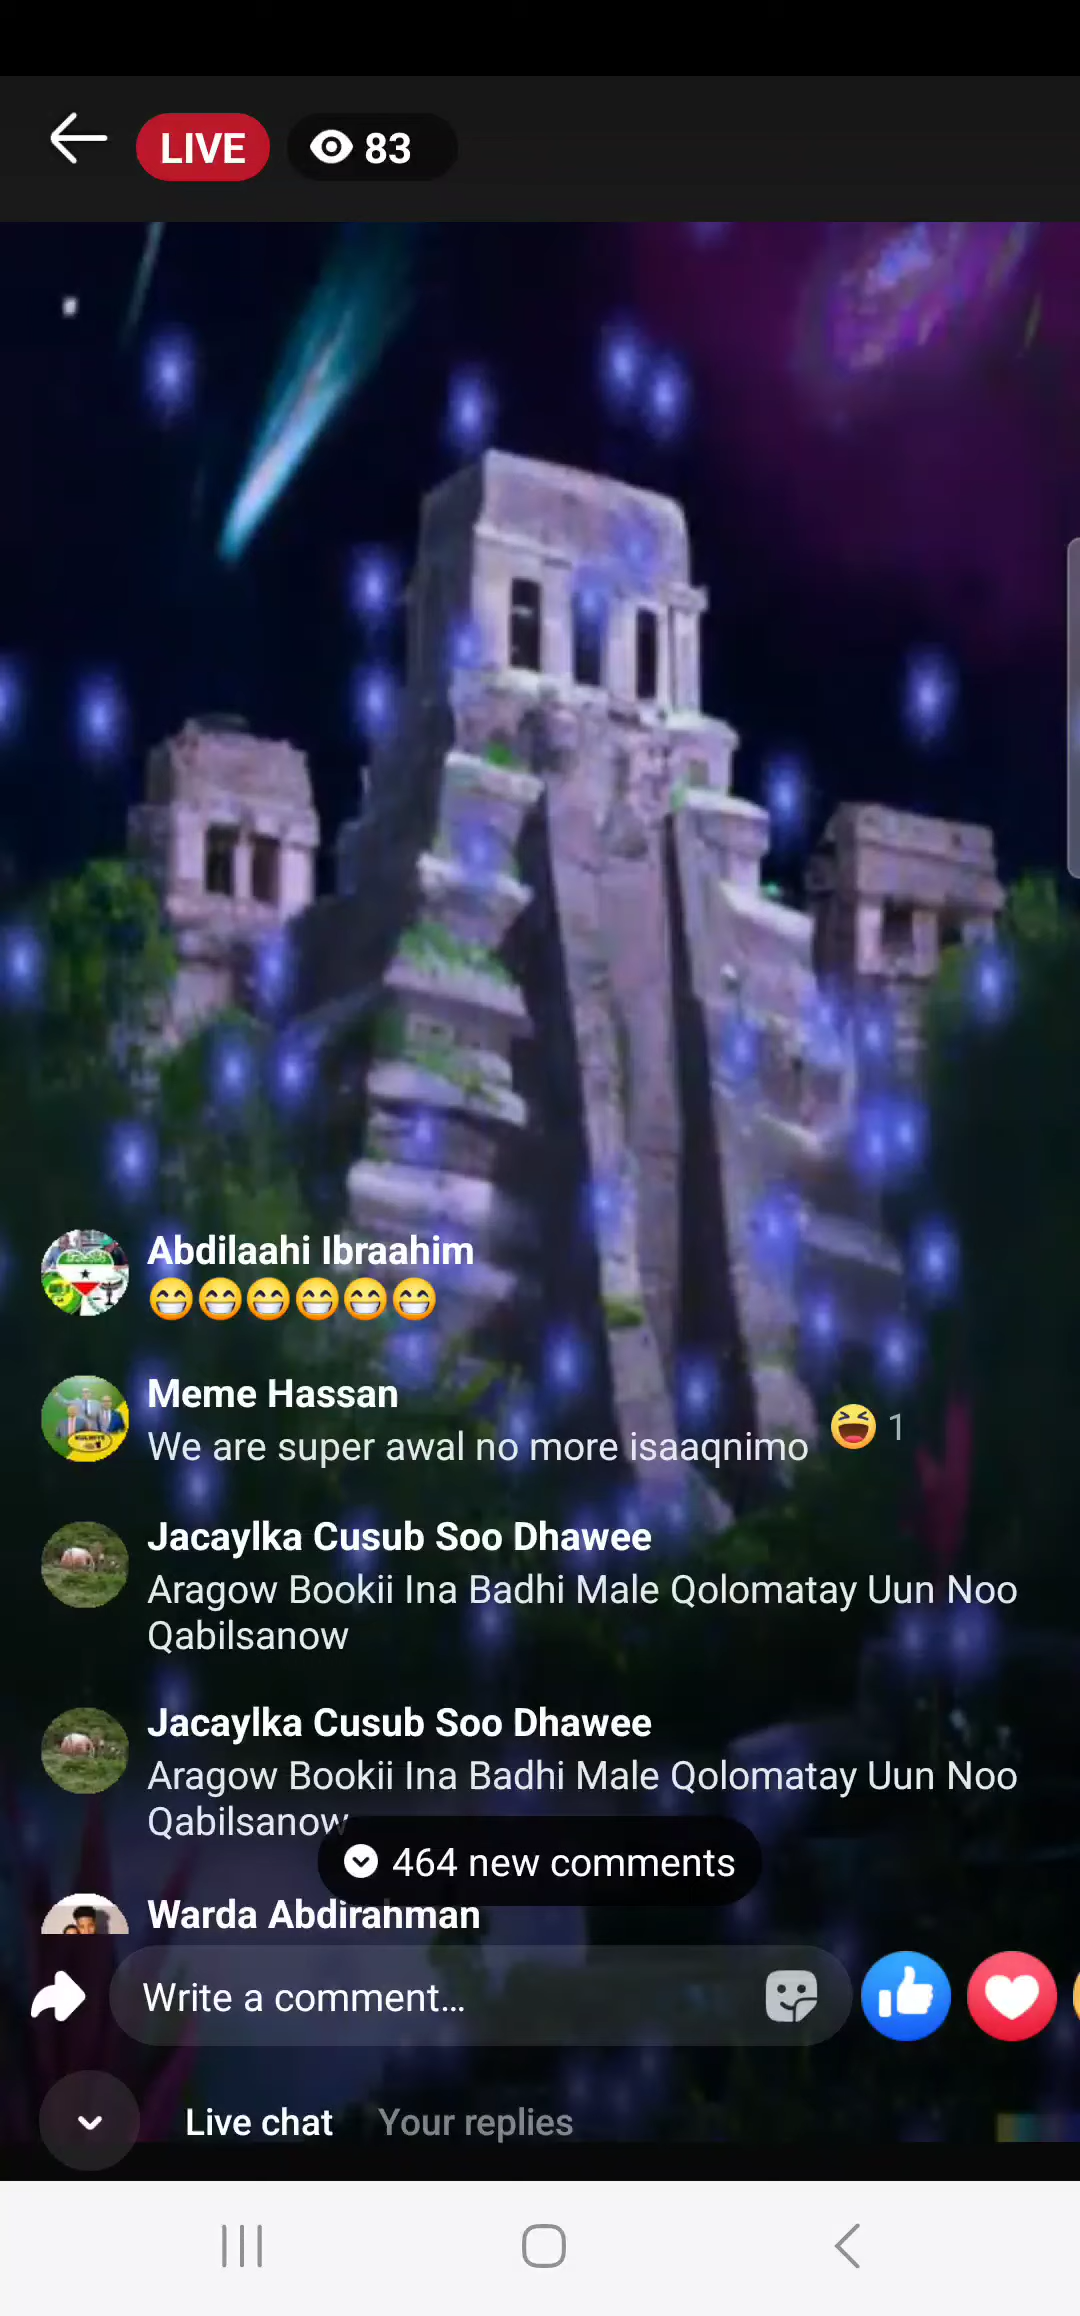 LIVE
83
Abdilaahi Ibraahim
😁😁😁😁😁😁
Meme Hassan
We are super awal no more isaaqnimo
1
Jacaylka Cusub Soo Dhawee
Aragow Bookii Ina Badhi Male Qolomatay Uun Noo
Qabilsanow
Jacaylka Cusub Soo Dhawee
Aragow Bookii Ina Badhi Male Qolomatay Uun Noo
Qabilsanow
464 new comments
Warda Abdirahman
Write a comment...
Live chat
Your replies